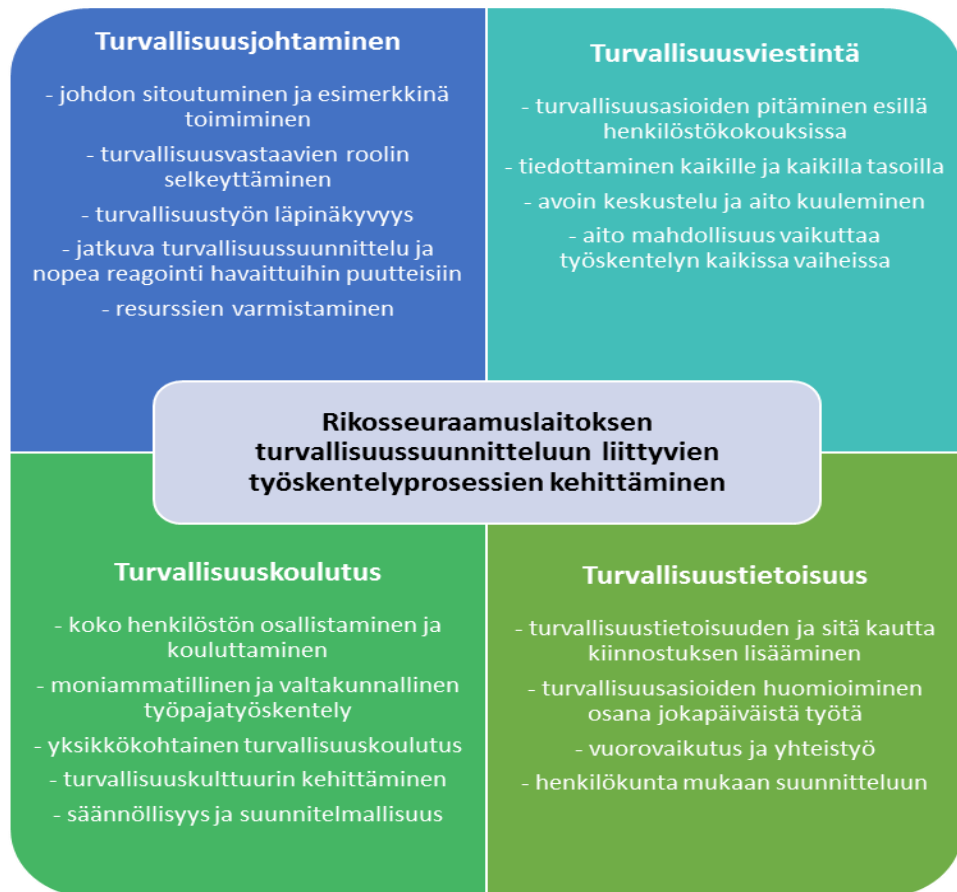 Turvallisuusjohtaminen
- johdon sitoutuminen ja esimerkkinä
toimiminen
- turvallisuusvastaavien roolin
selkeyttäminen
- turvallisuustyön läpinäkyvyys
- jatkuva turvallisuussuunnittelu ja
nopea reagointi havaittuihin puutteisiin
- resurssien varmistaminen
Turvallisuusviestintä
- turvallisuusasioiden pitäminen esillä
henkilöstökokouksissa
- tiedottaminen kaikille ja kaikilla tasoilla
- avoin keskustelu ja aito kuuleminen
- aito mahdollisuus vaikuttaa
työskentelyn kaikissa vaiheissa
Rikosseuraamuslaitoksen
turvallisuussuunnitteluun liittyvien
työskentelyprosessien kehittäminen
Turvallisuuskoulutus
- koko henkilöstön osallistaminen ja
kouluttaminen
- moniammatillinen ja valtakunnallinen
työpajatyöskentely
- yksikkökohtainen turvallisuuskoulutus
- turvallisuuskulttuurin kehittäminen
- säännöllisyys ja suunnitelmallisuus
Turvallisuustietoisuus
- turvallisuustietoisuuden ja sitä kautta
kiinnostuksen lisääminen
- turvallisuusasioiden huomioiminen
osana jokapäiväistä työtä
- vuorovaikutus ja yhteistyö
- henkilökunta mukaan suunnitteluun